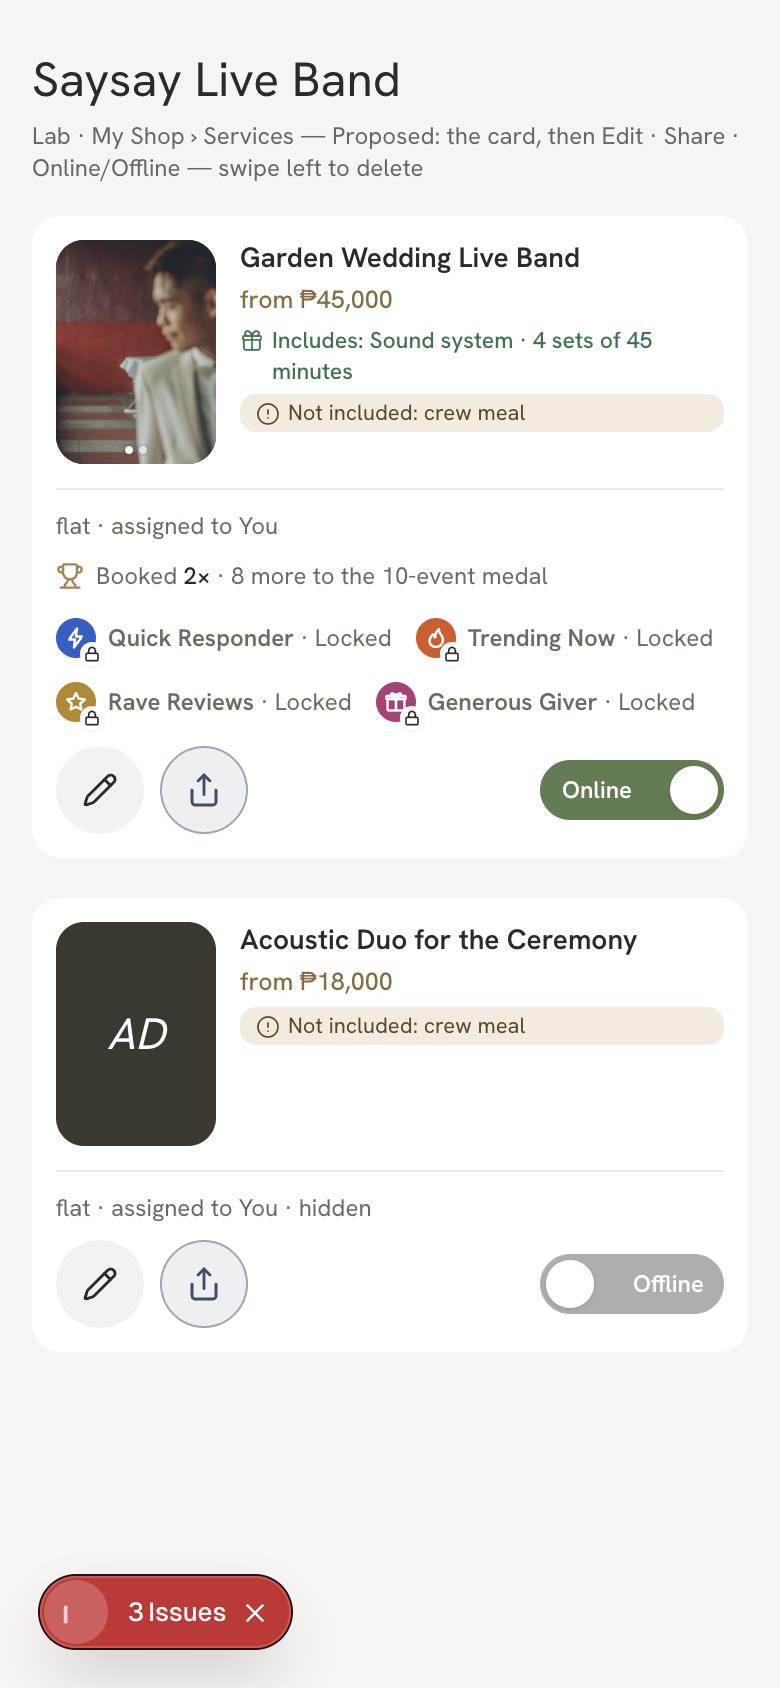 Saysay Live Band
Lab · My Shop › Services — Proposed: the card, then Edit · Share ·
Online/Offline — swipe left to delete
Garden Wedding Live Band
from ₱45,000
Includes: Sound system · 4 sets of 45
minutes
Not included: crew meal
flat · assigned to You
Booked 2× · 8 more to the 10-event medal
Quick Responder · Locked
Trending Now · Locked
Rave Reviews · Locked
Generous Giver · Locked
Online
Acoustic Duo for the Ceremony
AD
from ₱18,000
Not included: crew meal
flat · assigned to You · hidden
Offline
3 Issues